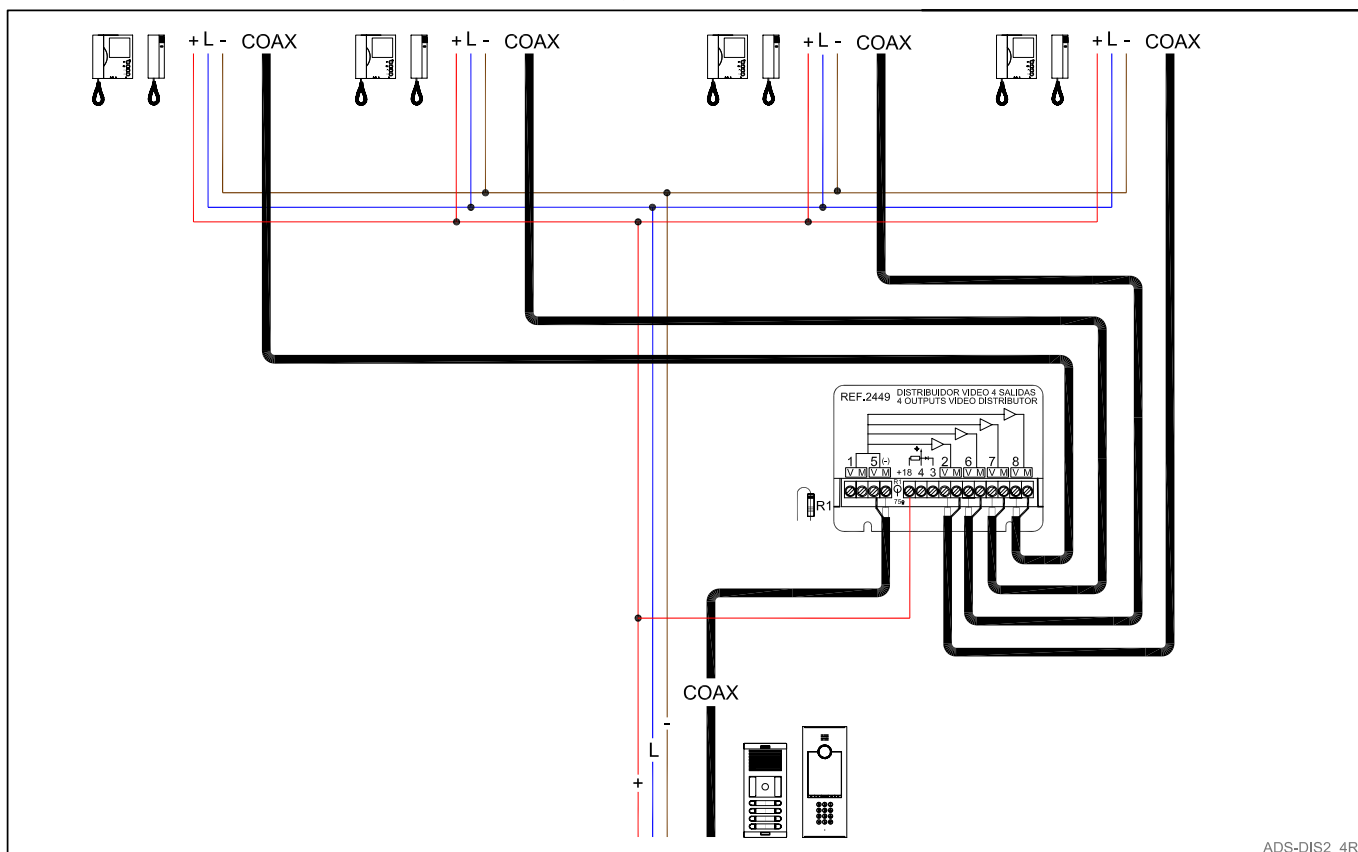 + L - COAX + L - COAX + L - COAX + L - COAX
REF.2449 DISTRIBUIDOR VIDEO 4 SALIDAS
4 OUTPUTS VIDEO DISTRIBUTOR
1 5 (-) 2 6 7 8
V M V M +18 4 3 V M V M V M V M
R1
R1
COAX
-
L
+
ADS-DIS2 4R